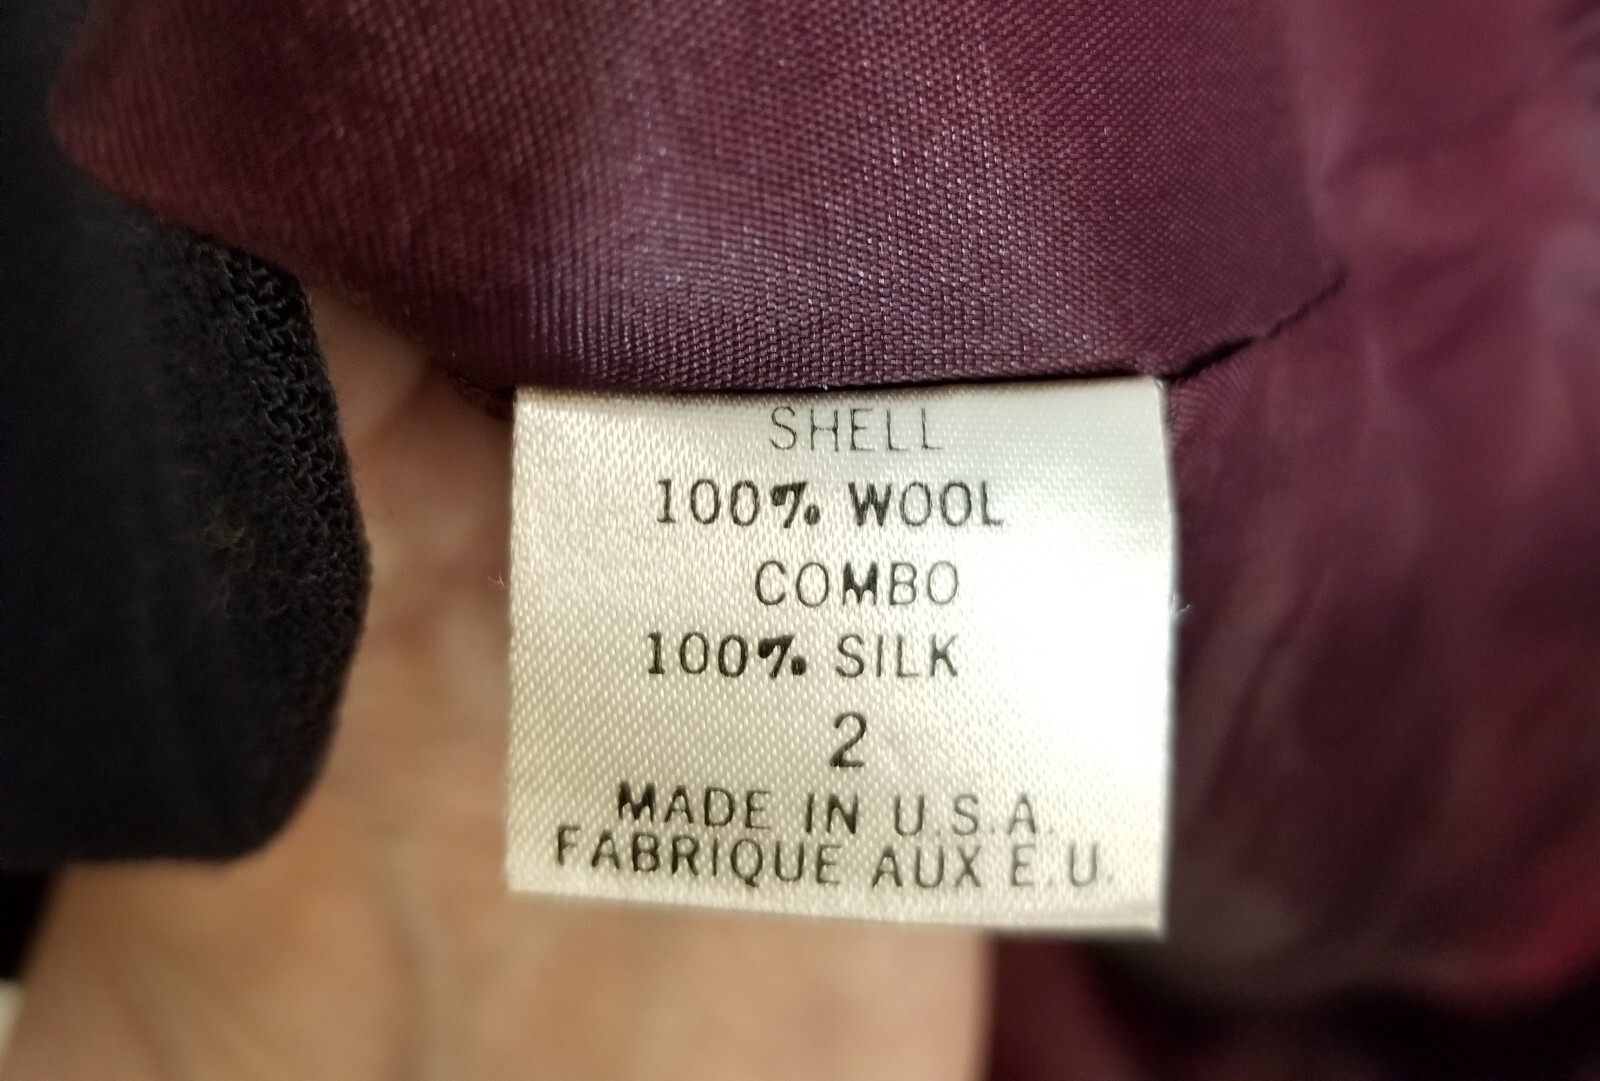 SHELL
100% WOOL
COMBO
100% SILK
2
MADE IN U.S.A.
FABRIQUE AUX E.U.